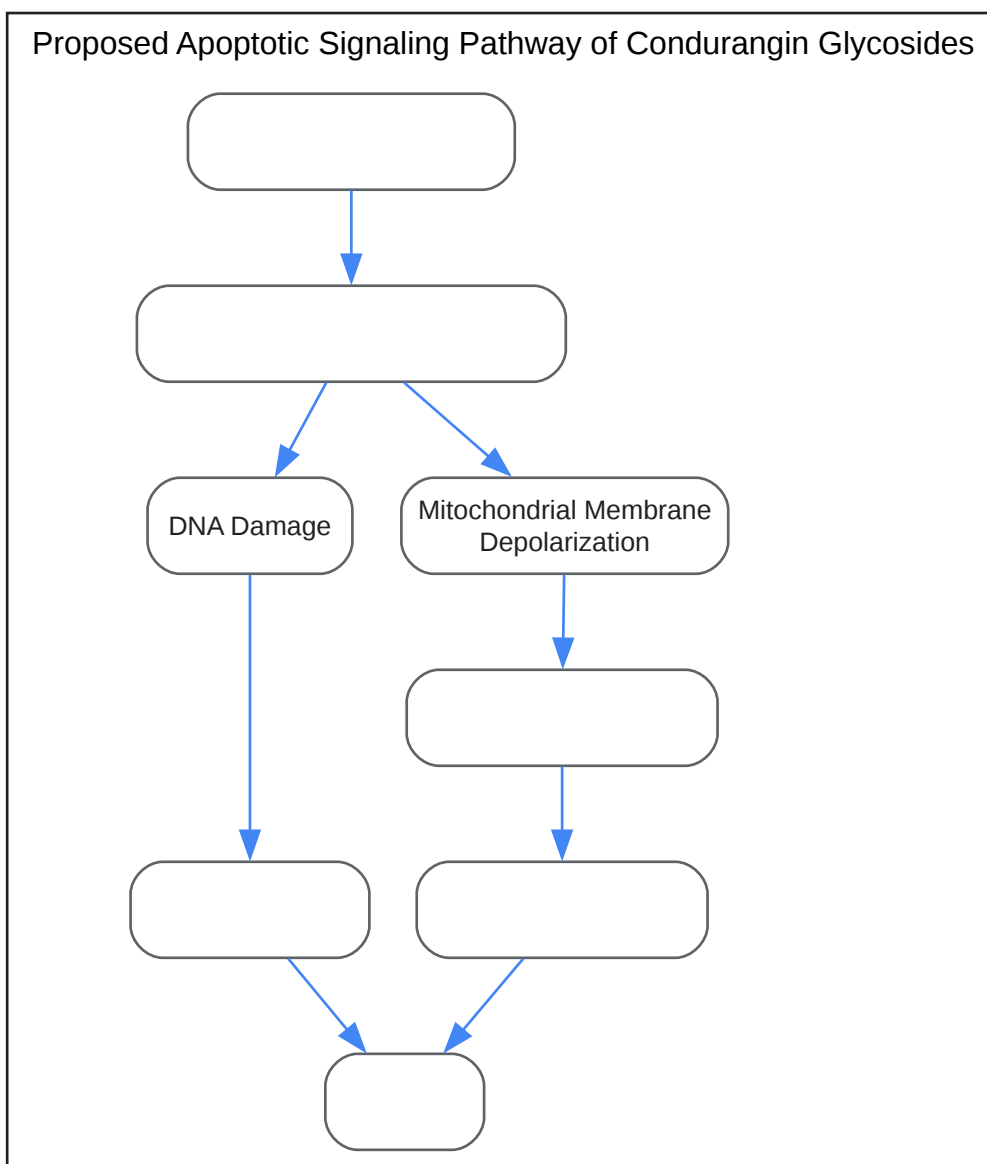 Proposed Apoptotic Signaling Pathway of Condurangin Glycosides
DNA Damage
Mitochondrial Membrane
Depolarization